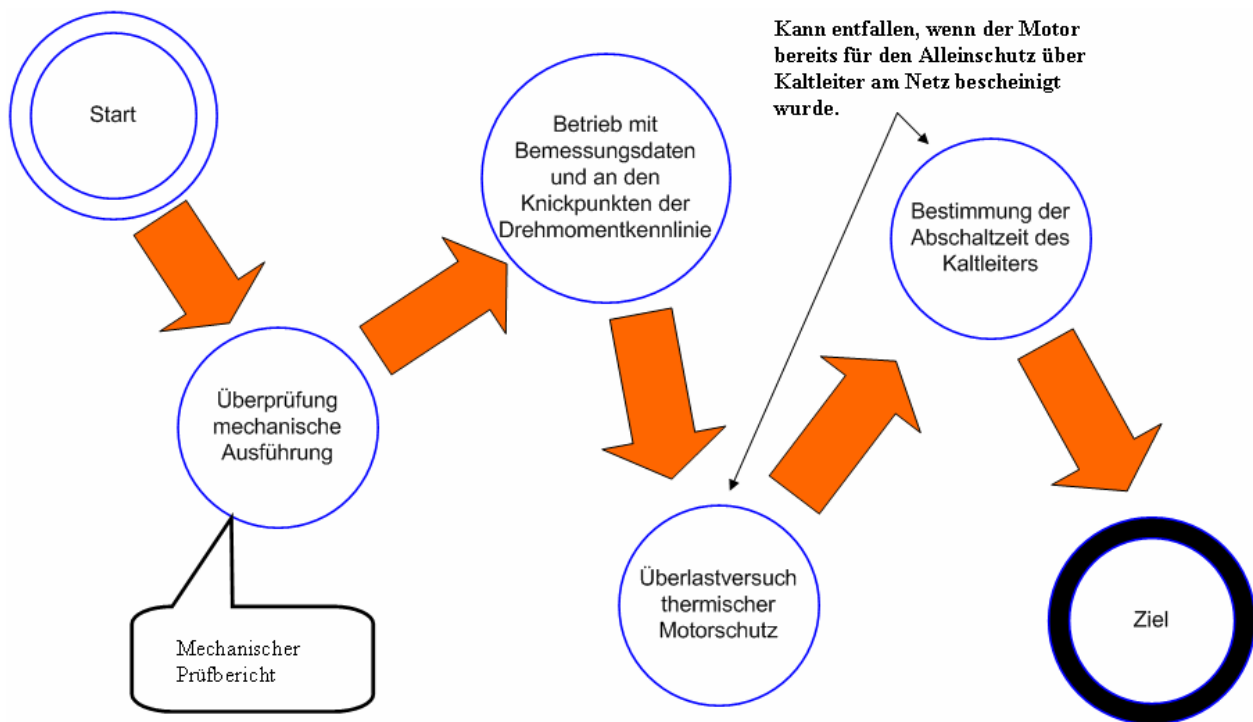 Start
Überprüfung
mechanische
Ausführung
Mechanischer
Prüfbericht
Betrieb mit
Bemessungsdaten
und an den
Knickpunkten der
Drehmomentkennlinie
Überlastversuch
thermischer
Motorschutz
Kann entfallen, wenn der Motor
bereits für den Alleinschutz über
Kaltleiter am Netz bescheinigt
wurde.
Bestimmung der
Abschaltzeit des
Kaltleiters
Ziel